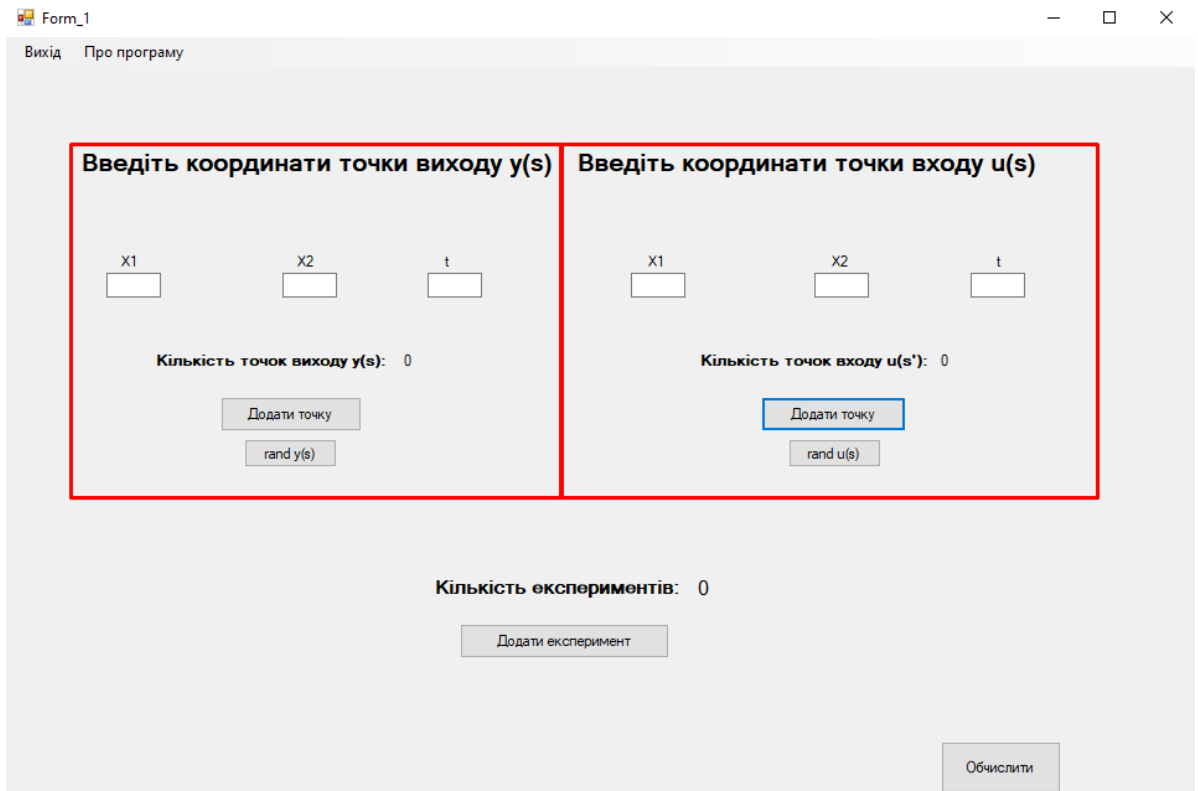 Form_1
Вихід Про програму
Введіть координати точки виходу y(s)
X1 X2 t
Кількість точок виходу y(s): 0
Додати точку
rand y(s)
Введіть координати точки входу u(s)
X1 X2 t
Кількість точок входу u(s'): 0
Додати точку
rand u(s)
Кількість експериментів: 0
Додати експеримент
Обчислити